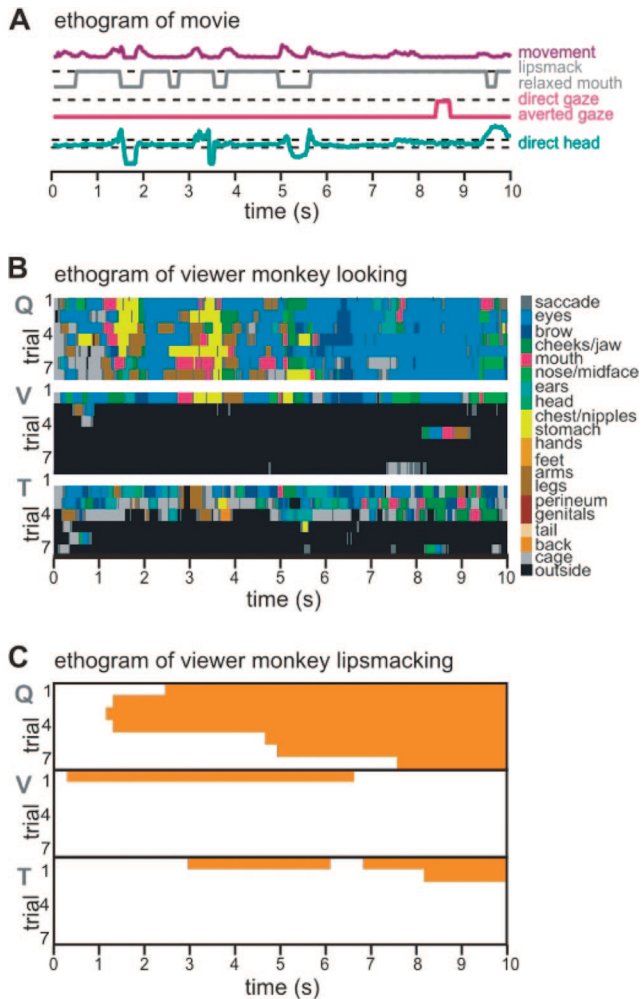 A ethogram of movie
movement
lipsmack
relaxed mouth
direct gaze
averted gaze
direct head
0 1 2 3 4 5 6 7 8 9 10
time (s)
B ethogram of viewer monkey looking
Q
trial
1
4
7
V
trial
1
4
7
T
trial
1
4
7
0 1 2 3 4 5 6 7 8 9 10
time (s)
saccade
eyes
brow
cheeks/jaw
mouth
nose/midface
ears
head
chest/nipples
stomach
hands
feet
arms
legs
perineum
genitals
tail
back
cage
outside
C ethogram of viewer monkey lipsmacking
Q
trial
1
4
7
V
trial
1
4
7
T
trial
1
4
7
0 1 2 3 4 5 6 7 8 9 10
time (s)